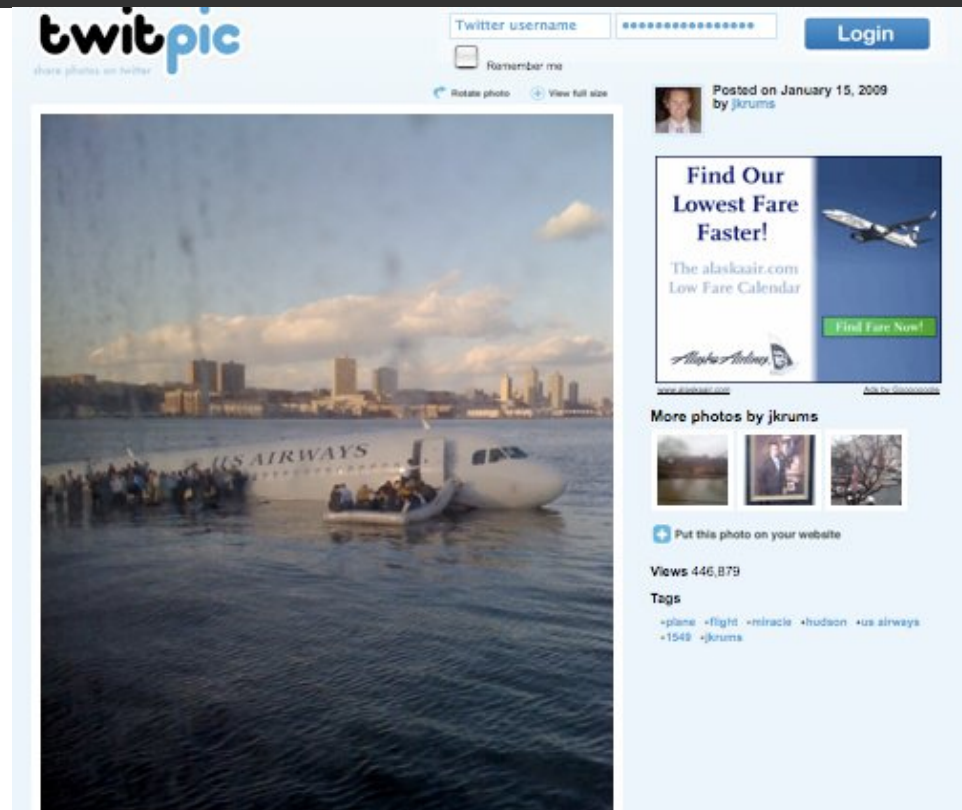 twitpic
share photos on twitter
Twitter username
Login
Remember me
Rotate photo
View full size
Posted on January 15, 2009
by jkrums
Find Our
Lowest Fare
Faster!
The alaskaair.com
Low Fare Calendar
Find Fare Now!
Alaska Airlines
www.alaskaair.com
Ads by
US AIRWAYS
More photos by jkrums
Put this photo on your website
Views 446,879
Tags
plane flight miracle hudson us airways
1549 jkrums